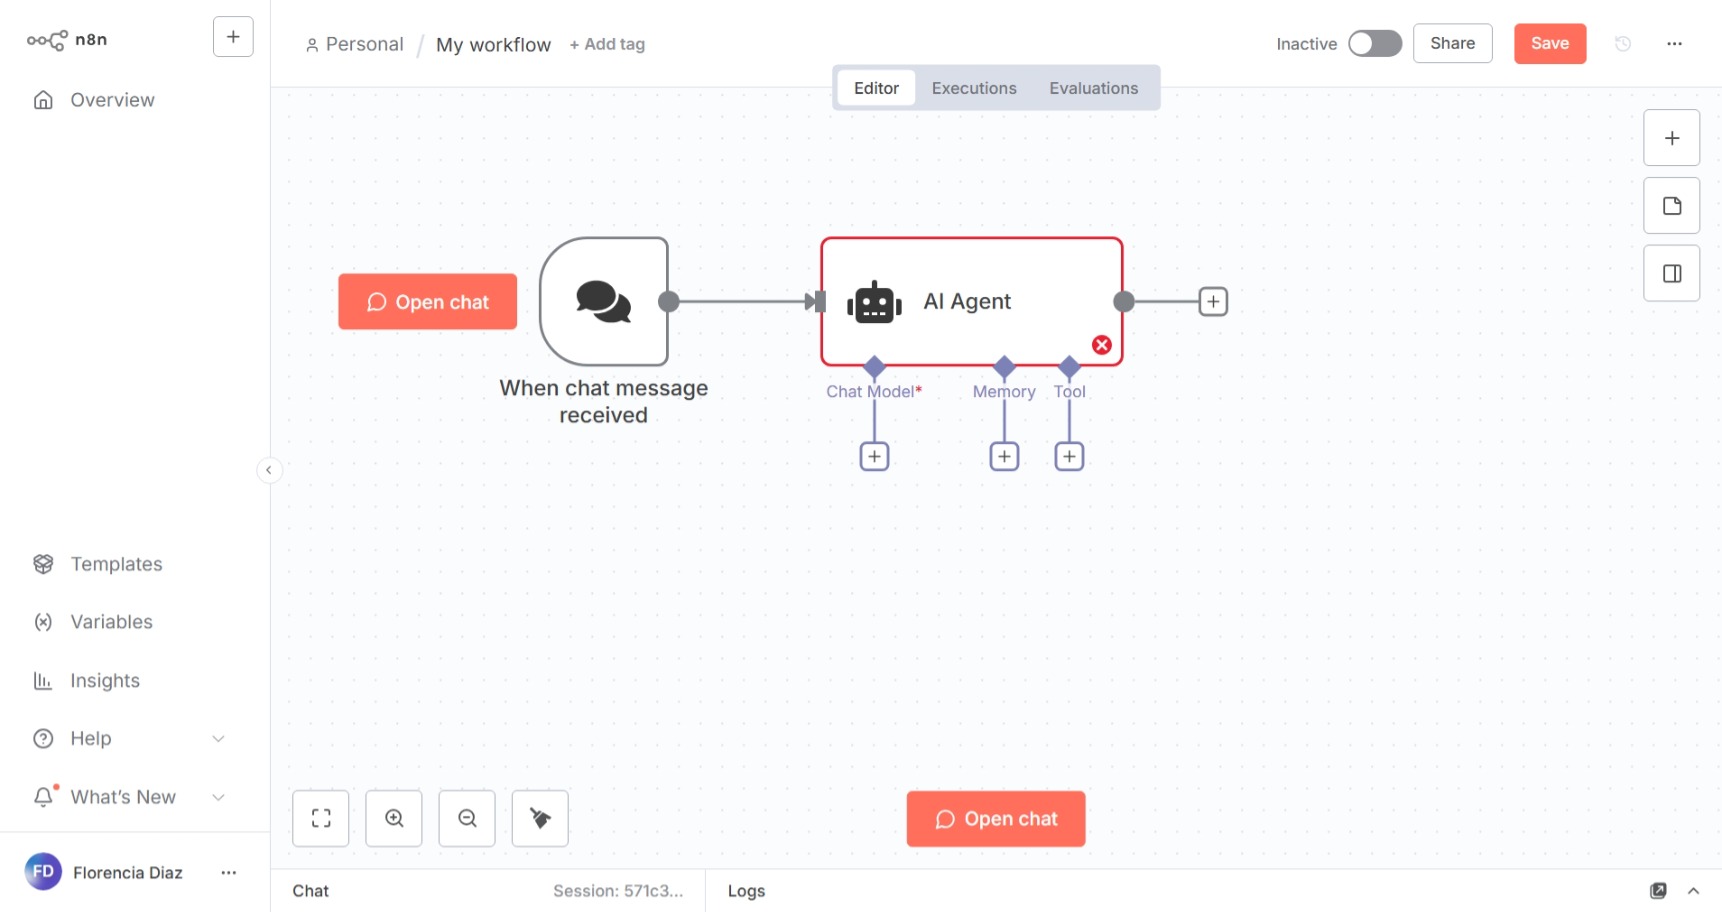 n8n
Overview
Personal / My workflow + Add tag
Inactive
Share
Save
Editor
Executions
Evaluations
Open chat
When chat message
received
AI Agent
Chat Model*
Memory
Tool
Templates
Variables
Insights
Help
What's New
FD
Florencia Diaz
Open chat
Chat
Session: 571c3...
Logs